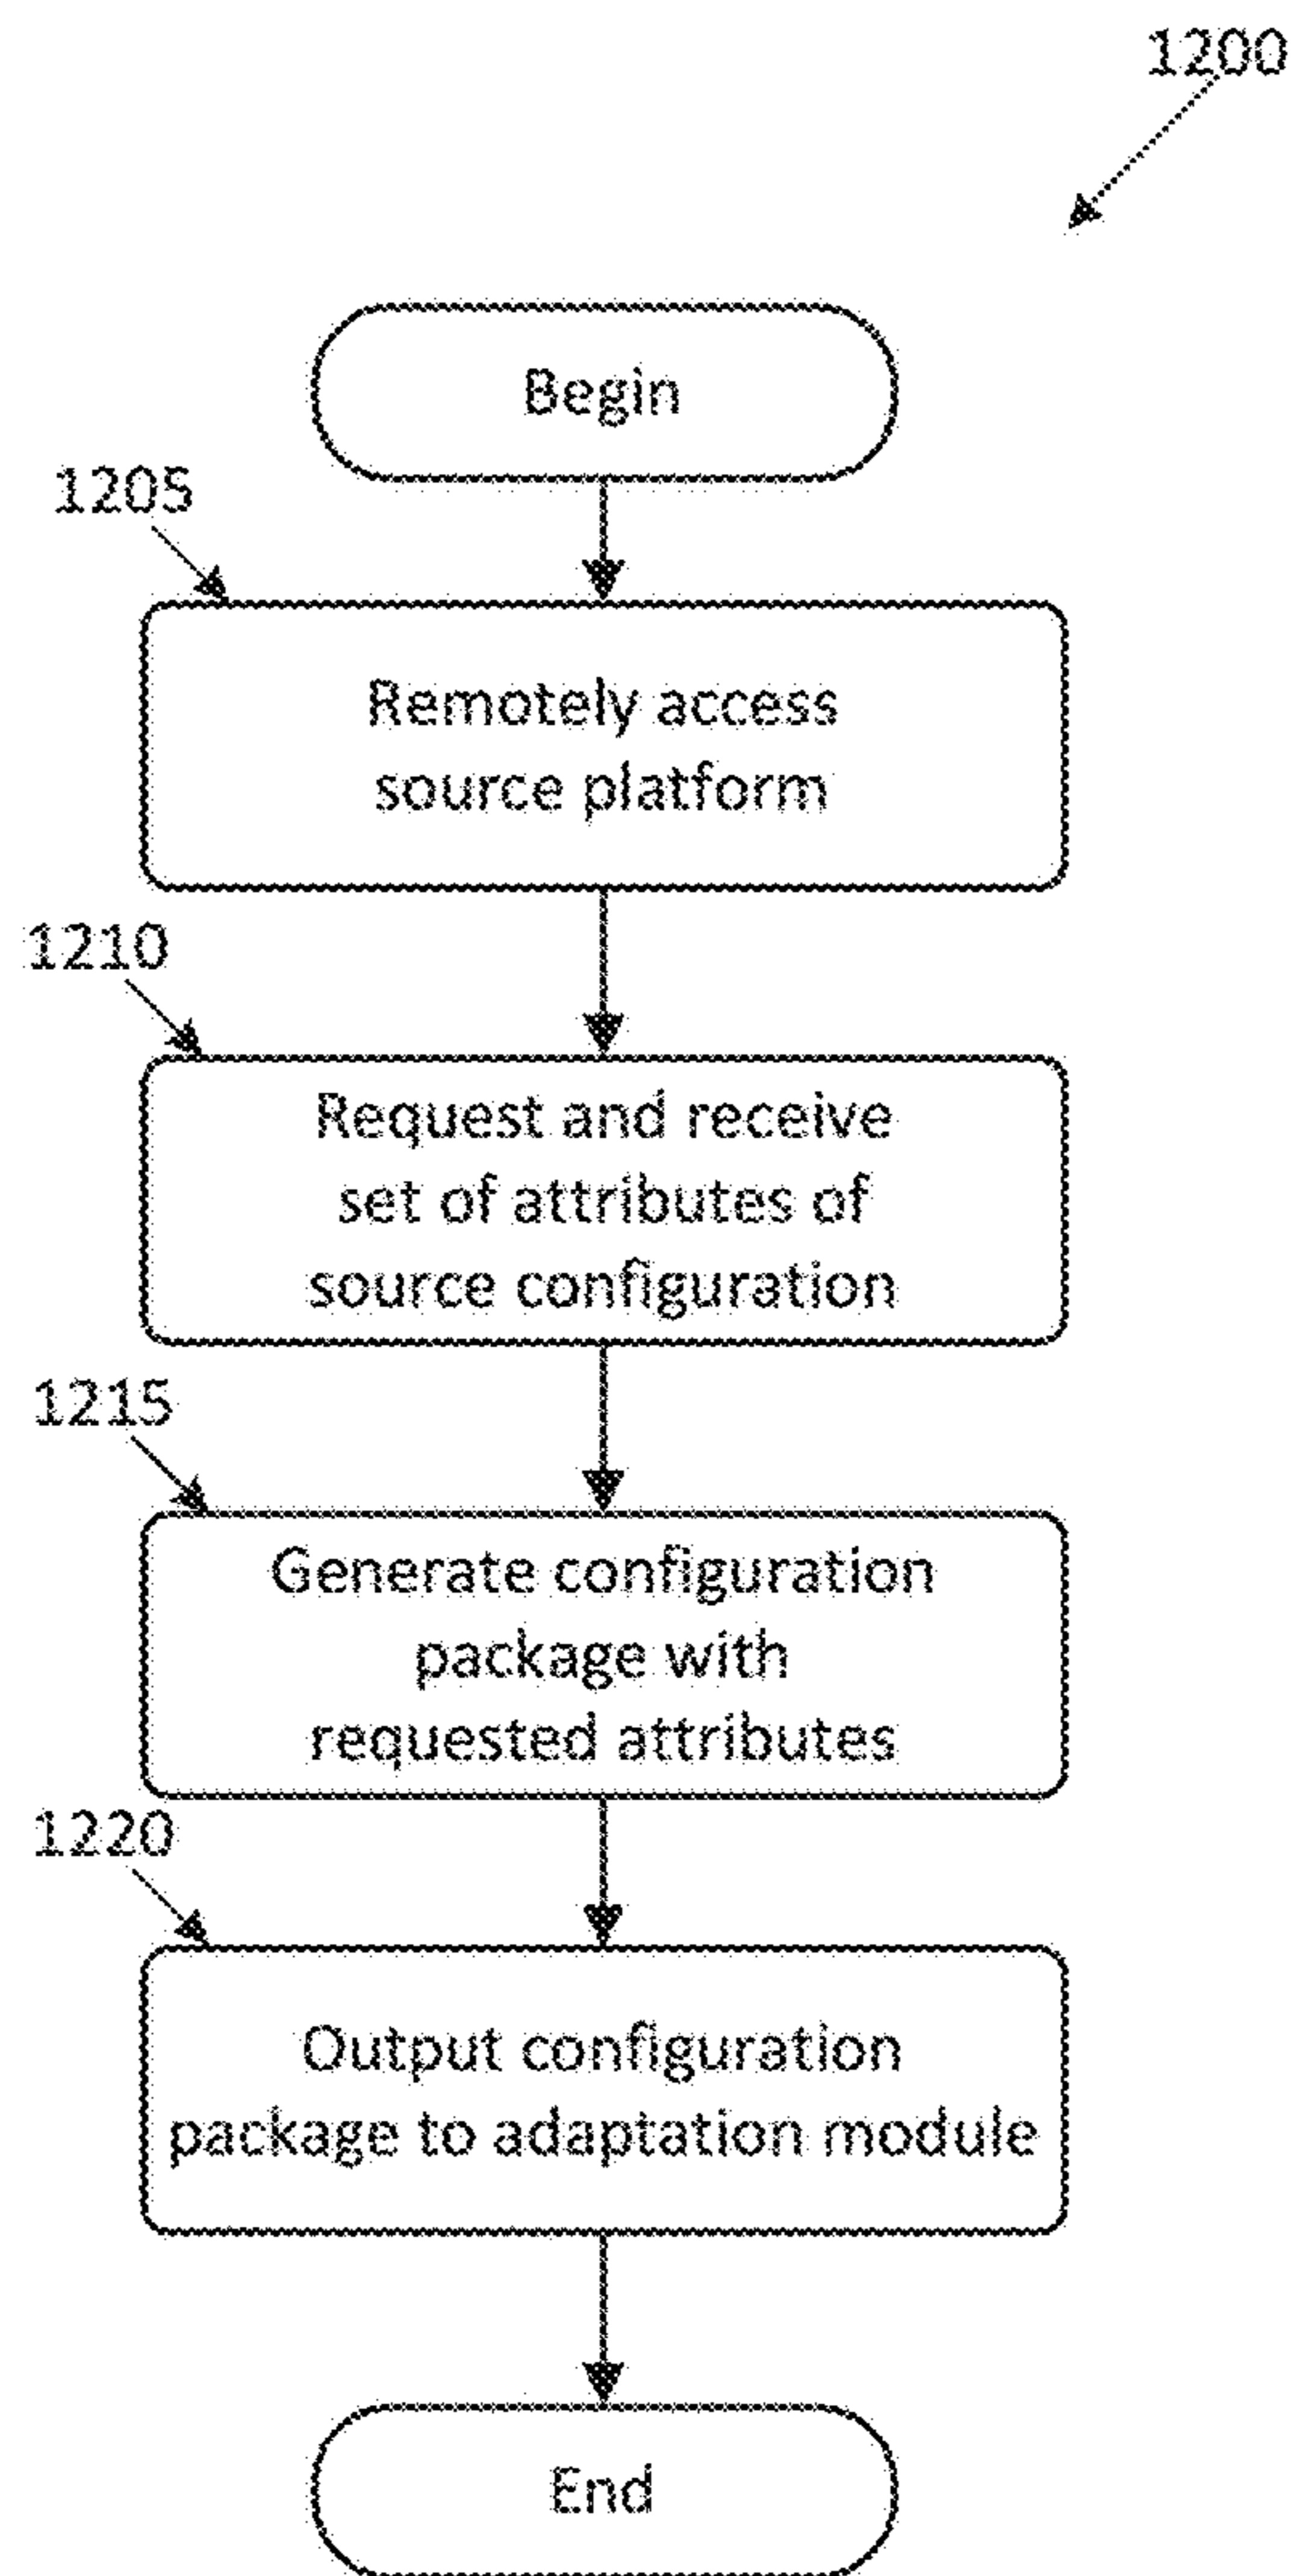 1200
Begin
1205
Remotely access
source platform
1210
Request and receive
set of attributes of
source configuration
1215
Generate configuration
package with
requested attributes
1220
Output configuration
package to adaptation module
End